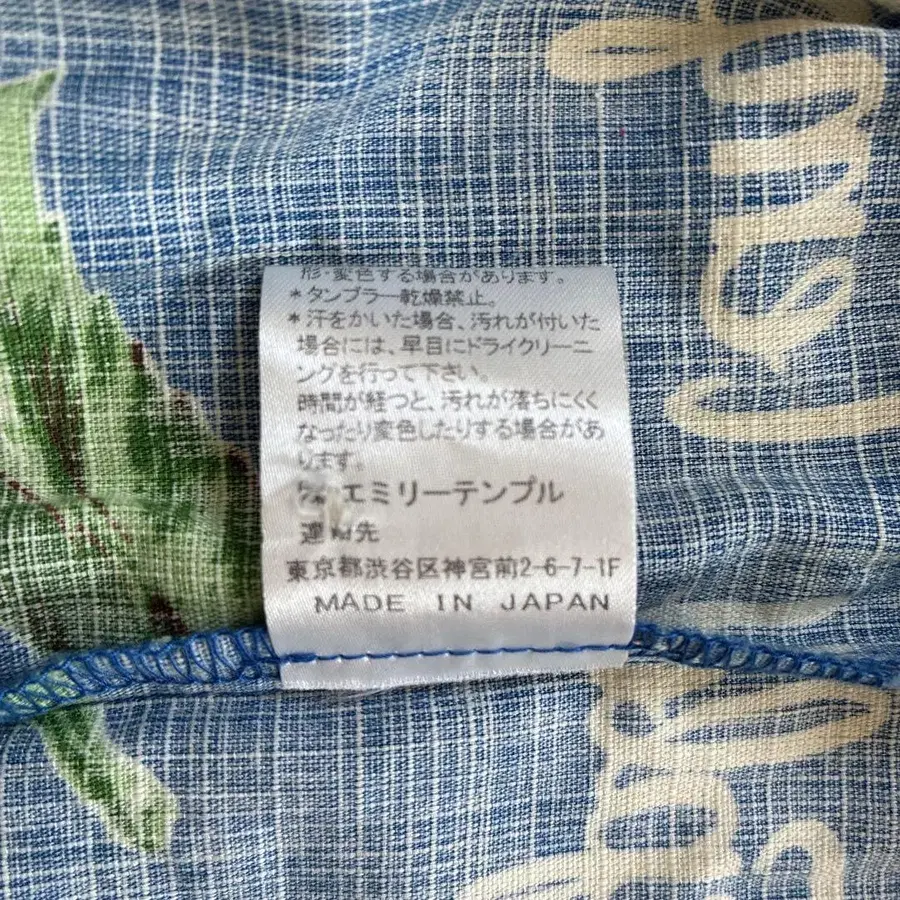 形・変色する場合があります。
*タンブラー乾燥禁止。
*汗をかいた場合、汚れが付いた
場合には、早目にドライクリーニ
ングを行って下さい。
時間が経つと、汚れが落ちにくく
なったり変色したりする場合があ
ります。
エミリーテンプル
連絡先
東京都渋谷区神宮前2-6-7-1F
MADE IN JAPAN